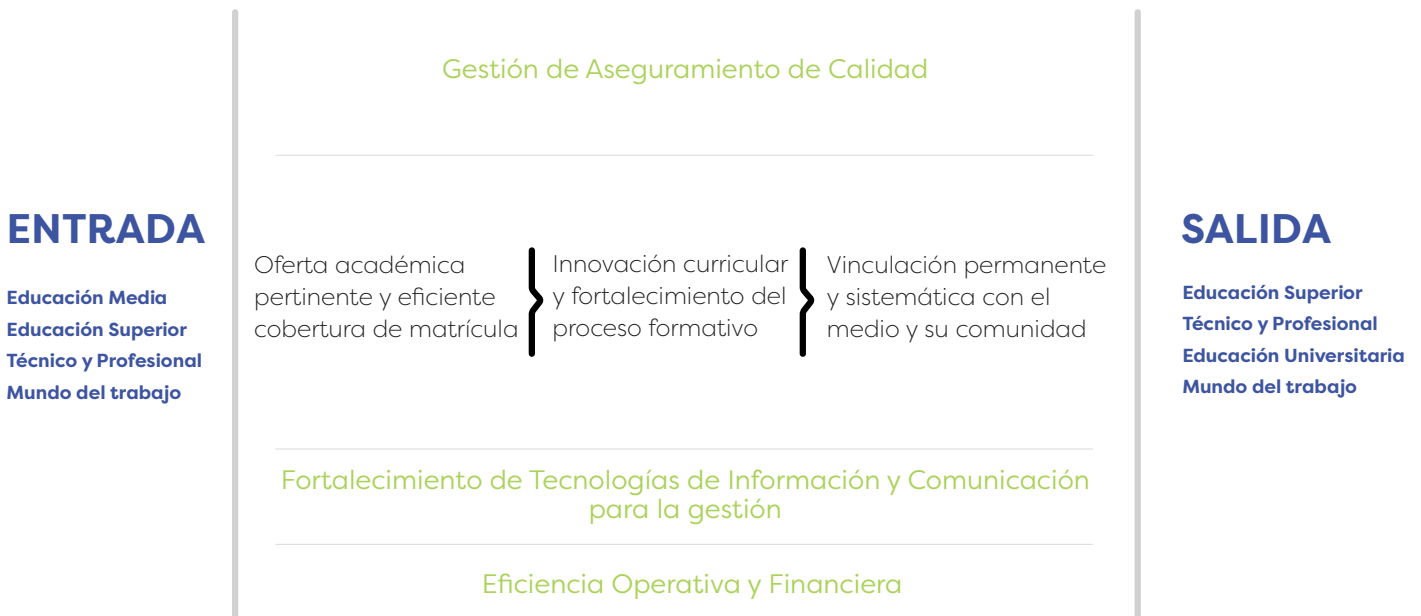 Gestión de Aseguramiento de Calidad
ENTRADA
Educación Media
Educación Superior
Técnico y Profesional
Mundo del trabajo
Oferta académica
pertinente y eficiente
cobertura de matrícula
Innovación curricular
y fortalecimiento del
proceso formativo
Vinculación permanente
y sistemática con el
medio y su comunidad
SALIDA
Educación Superior
Técnico y Profesional
Educación Universitaria
Mundo del trabajo
Fortalecimiento de Tecnologías de Información y Comunicación
para la gestión
Eficiencia Operativa y Financiera